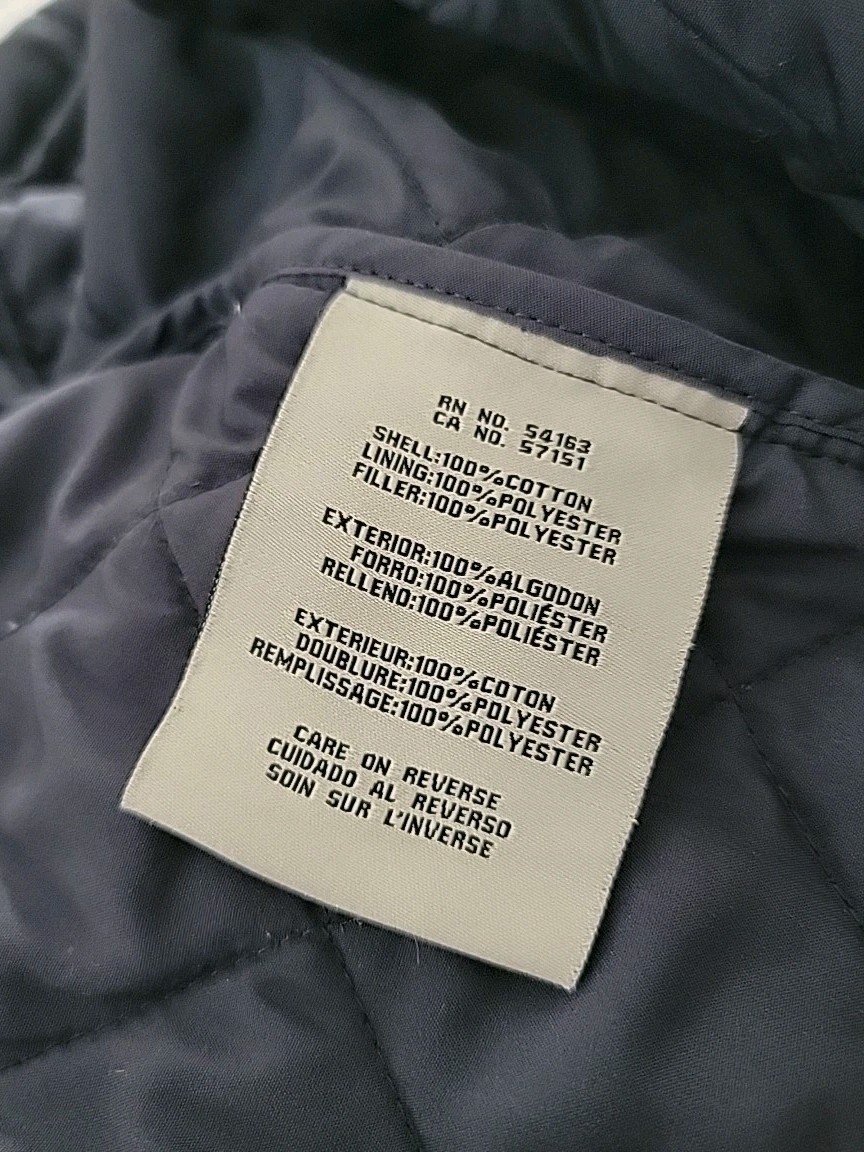 RN NO. 54163
CA NO. 57151
SHELL:100%COTTON
LINING:100%POLYESTER
FILLER:100%POLYESTER
EXTERIOR:100%ALGODON
FORRO:100%POLIÉSTER
RELLENO:100%POLIÉSTER
EXTERIEUR:100%COTON
DOUBLURE:100%POLYESTER
REMPLISSAGE:100%POLYESTER
CARE ON REVERSE
CUIDADO AL REVERSO
SOIN SUR L'INVERSE